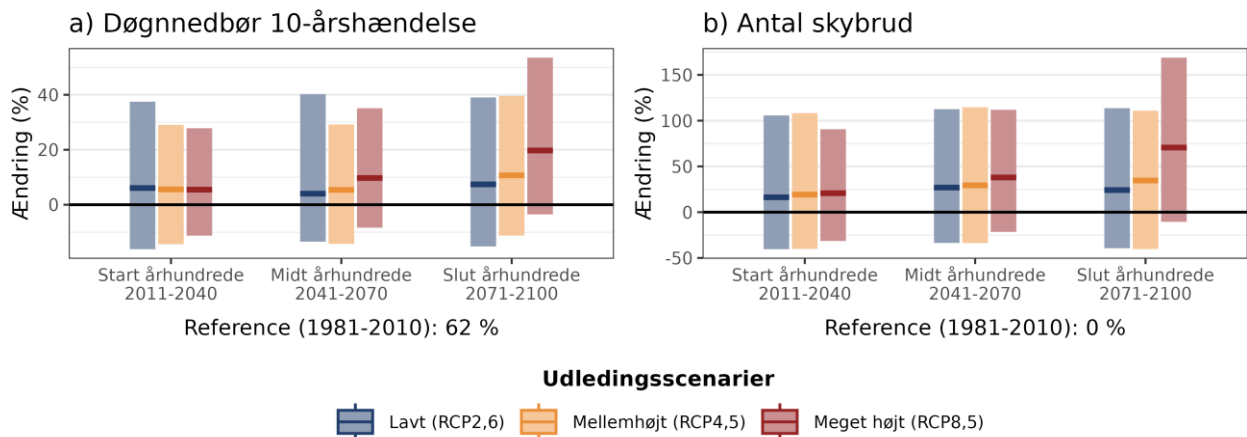 a) Døgnnedbør 10-årshændelse
Ændring (%)
40
20
0
Start århundrede
2011-2040
Midt århundrede
2041-2070
Slut århundrede
2071-2100
Reference (1981-2010): 62 %
b) Antal skybrud
Ændring (%)
150
100
50
0
-50
Start århundrede
2011-2040
Midt århundrede
2041-2070
Slut århundrede
2071-2100
Reference (1981-2010): 0 %
Udledingsscenarier
Lavt (RCP2,6)
Mellemhøjt (RCP4,5)
Meget højt (RCP8,5)